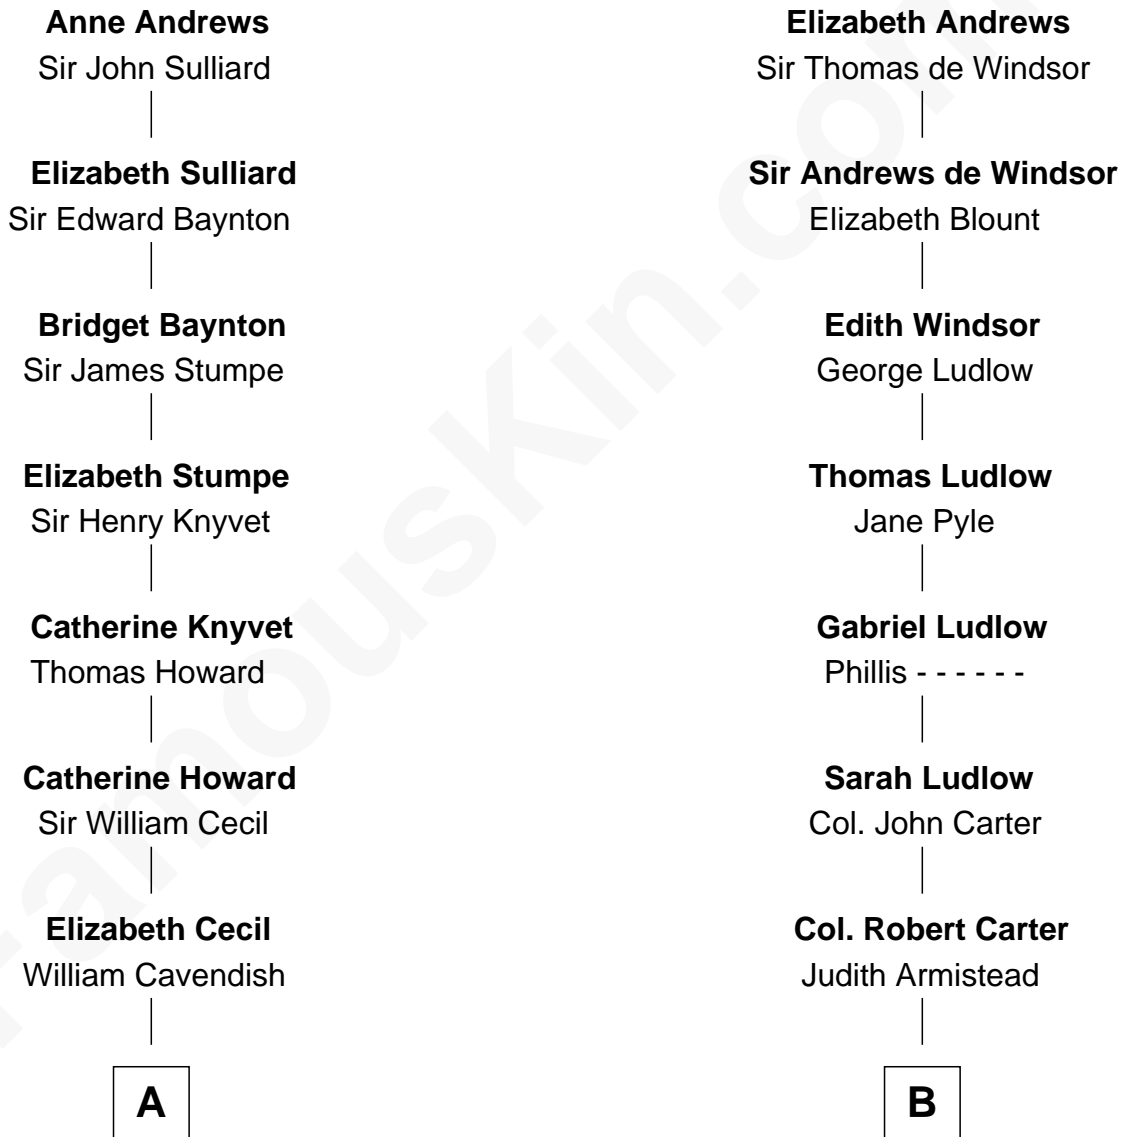 Anne Andrews
Sir John Sulliard
Elizabeth Sulliard
Sir Edward Baynton
Bridget Baynton
Sir James Stumpe
Elizabeth Stumpe
Sir Henry Knyvet
Catherine Knyvet
Thomas Howard
Catherine Howard
Sir William Cecil
Elizabeth Cecil
William Cavendish
A
Elizabeth Andrews
Sir Thomas de Windsor
Sir Andrews de Windsor
Elizabeth Blount
Edith Windsor
George Ludlow
Thomas Ludlow
Jane Pyle
Gabriel Ludlow
Phillis - - - - - -
Sarah Ludlow
Col. John Carter
Col. Robert Carter
Judith Armistead
B
FamousKin.com